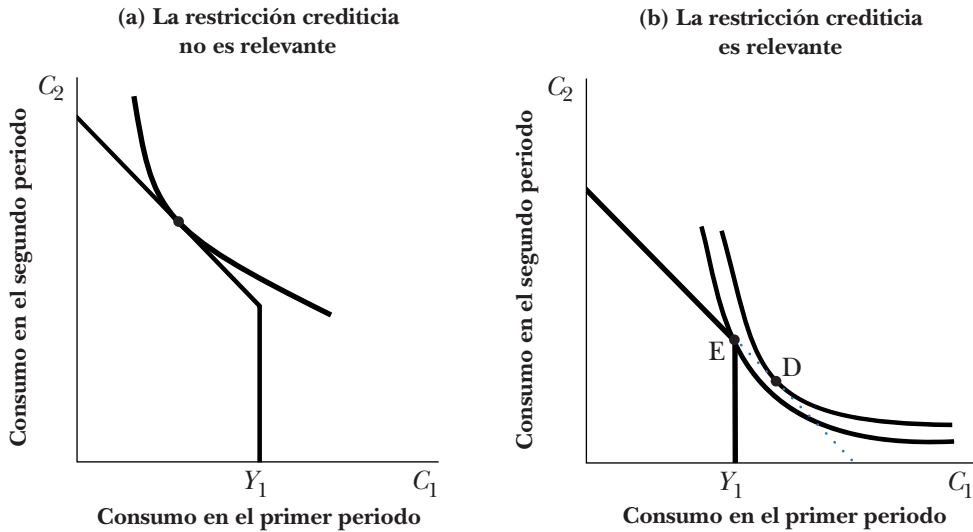 (a) La restricción crediticia
no es relevante
C₂
Consumo en el segundo periodo
Y₁
C₁
Consumo en el primer periodo
(b) La restricción crediticia
es relevante
C₂
Consumo en el segundo periodo
E
D
Y₁
C₁
Consumo en el primer periodo